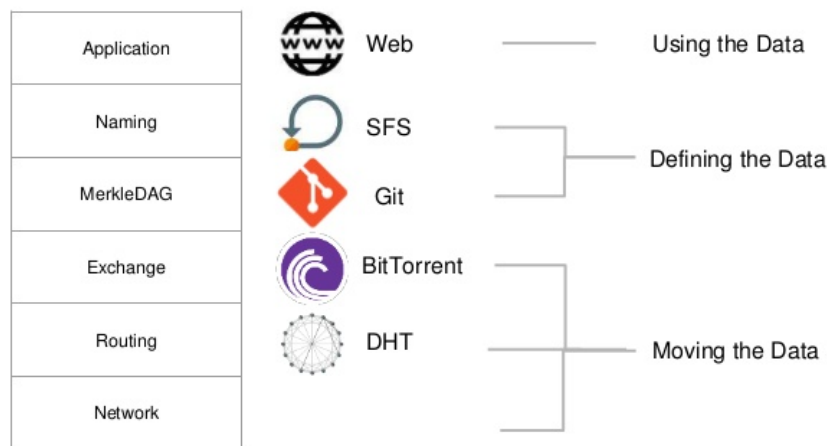 Application
WWW
Web
Using the Data
Naming
SFS
Defining the Data
MerkleDAG
Git
Exchange
BitTorrent
Routing
DHT
Moving the Data
Network